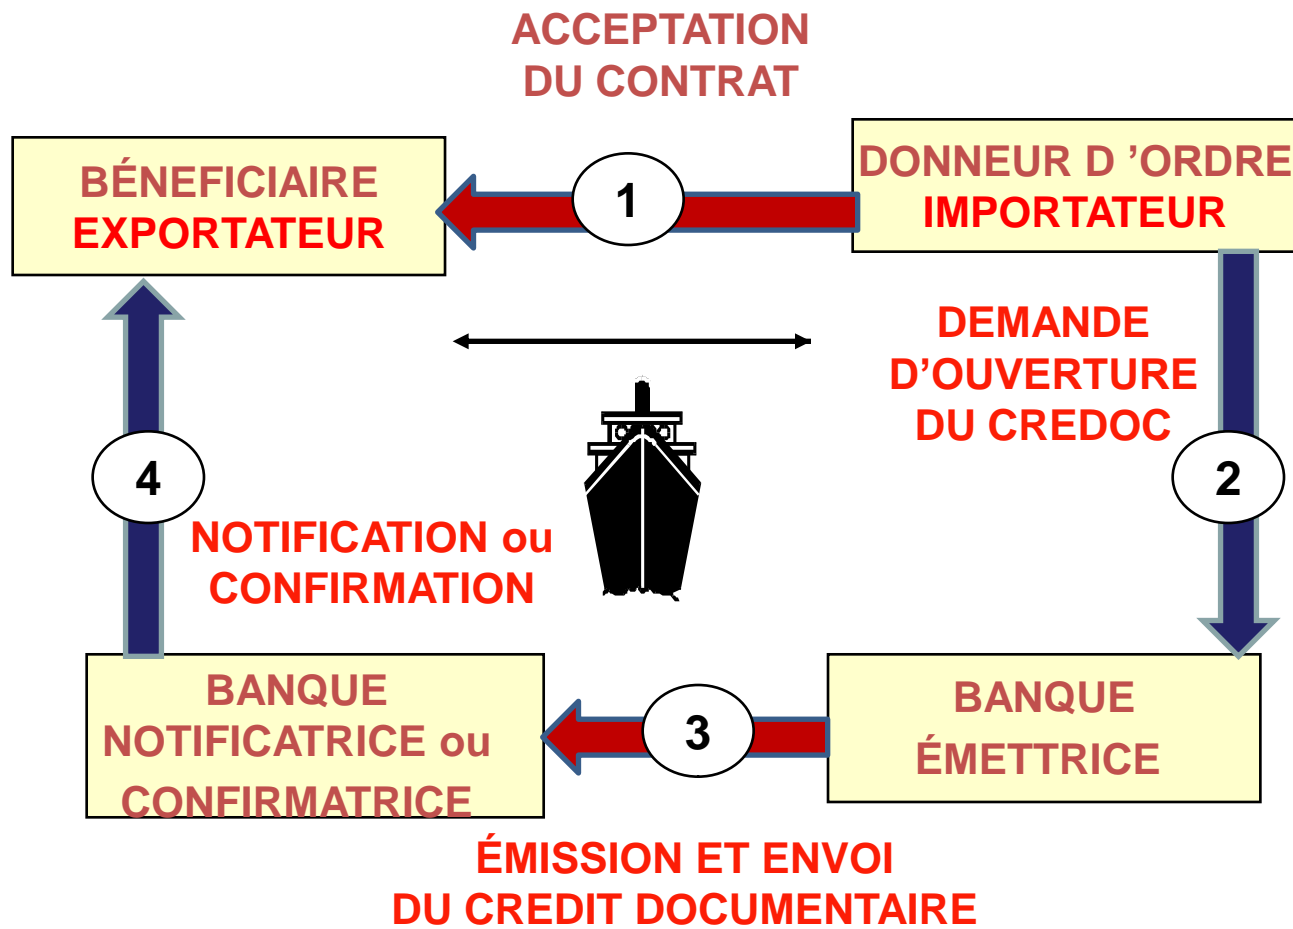 ACCEPTATION
DU CONTRAT
BÉNEFICIAIRE
EXPORTATEUR
1
DONNEUR D ’ORDRE
IMPORTATEUR
DEMANDE
D’OUVERTURE
DU CREDOC
4
2
NOTIFICATION ou
CONFIRMATION
BANQUE
NOTIFICATRICE ou
CONFIRMATRICE
3
BANQUE
ÉMETTRICE
ÉMISSION ET ENVOI
DU CREDIT DOCUMENTAIRE